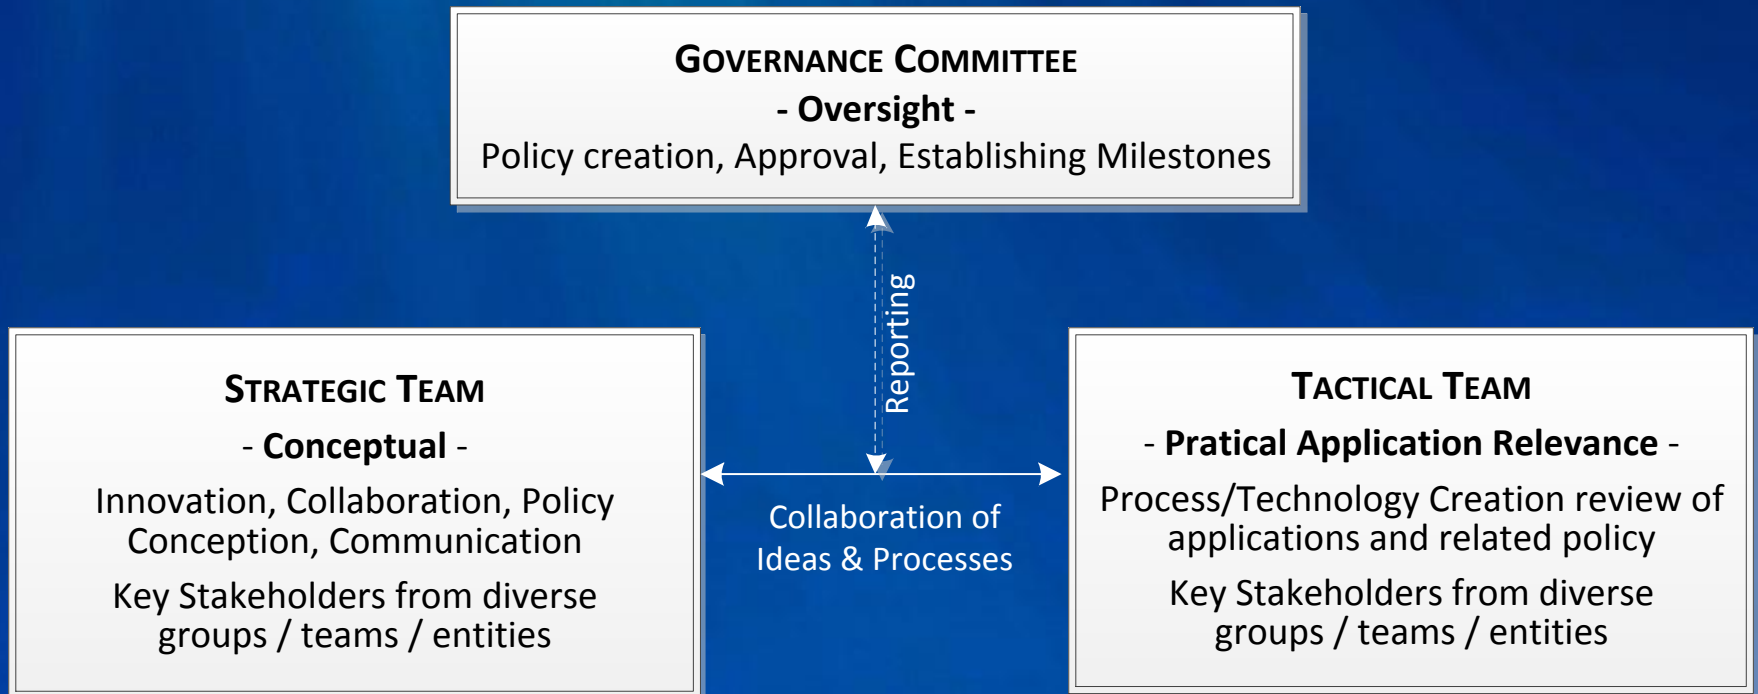 GOVERNANCE COMMITTEE
- Oversight -
Policy creation, Approval, Establishing Milestones
Reporting
STRATEGIC TEAM
- Conceptual -
Innovation, Collaboration, Policy
Conception, Communication
Key Stakeholders from diverse
groups / teams / entities
Collaboration of
Ideas & Processes
TACTICAL TEAM
- Pratical Application Relevance -
Process/Technology Creation review of
applications and related policy
Key Stakeholders from diverse
groups / teams / entities